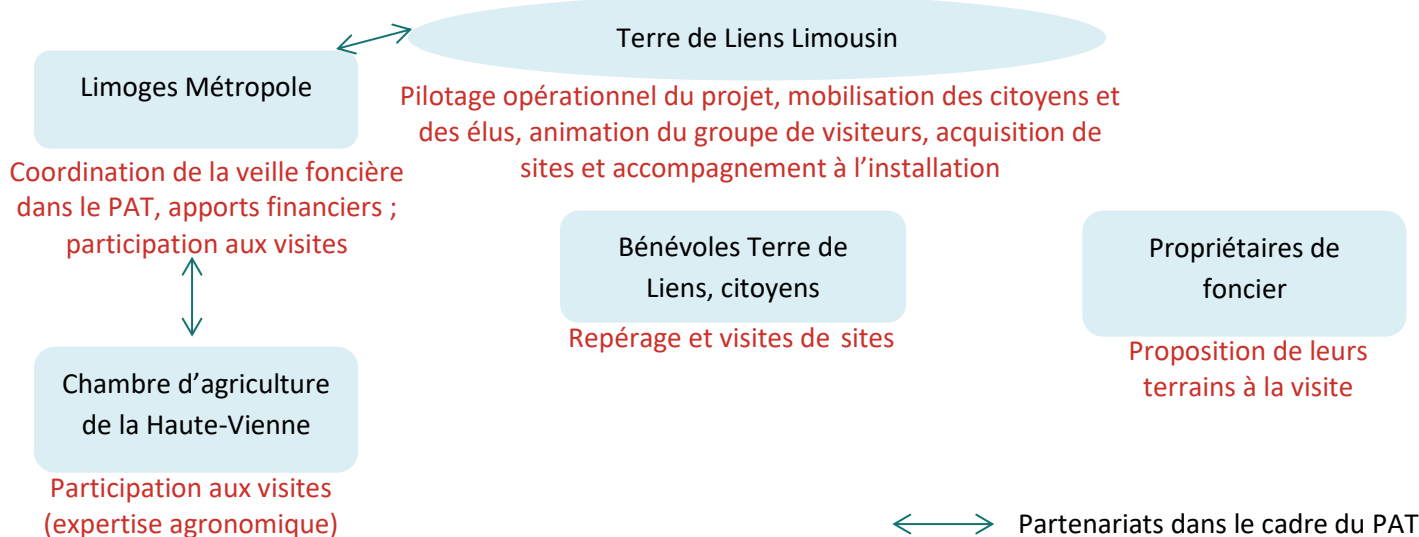 Terre de Liens Limousin
Limoges Métropole
Pilotage opérationnel du projet, mobilisation des citoyens et
des élus, animation du groupe de visiteurs, acquisition de
sites et accompagnement à l’installation
Coordination de la veille foncière
dans le PAT, apports financiers ;
participation aux visites
Bénévoles Terre de
Liens, citoyens
Repérage et visites de sites
Propriétaires de
foncier
Proposition de leurs
terrains à la visite
Chambre d’agriculture
de la Haute-Vienne
Participation aux visites
(expertise agronomique)
Partenariats dans le cadre du PAT